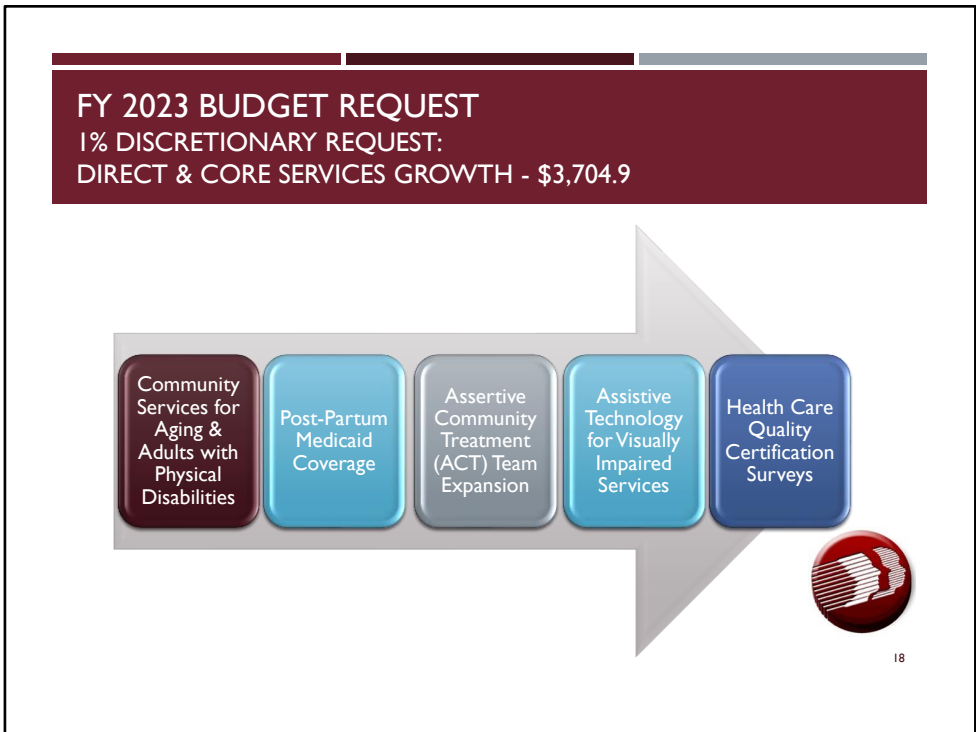 FY 2023 BUDGET REQUEST
1% DISCRETIONARY REQUEST:
DIRECT & CORE SERVICES GROWTH - $3,704.9
Community
Services for
Aging &
Adults with
Physical
Disabilities
Post-Partum
Medicaid
Coverage
Assertive
Community
Treatment
(ACT) Team
Expansion
Assistive
Technology
for Visually
Impaired
Services
Health Care
Quality
Certification
Surveys
18